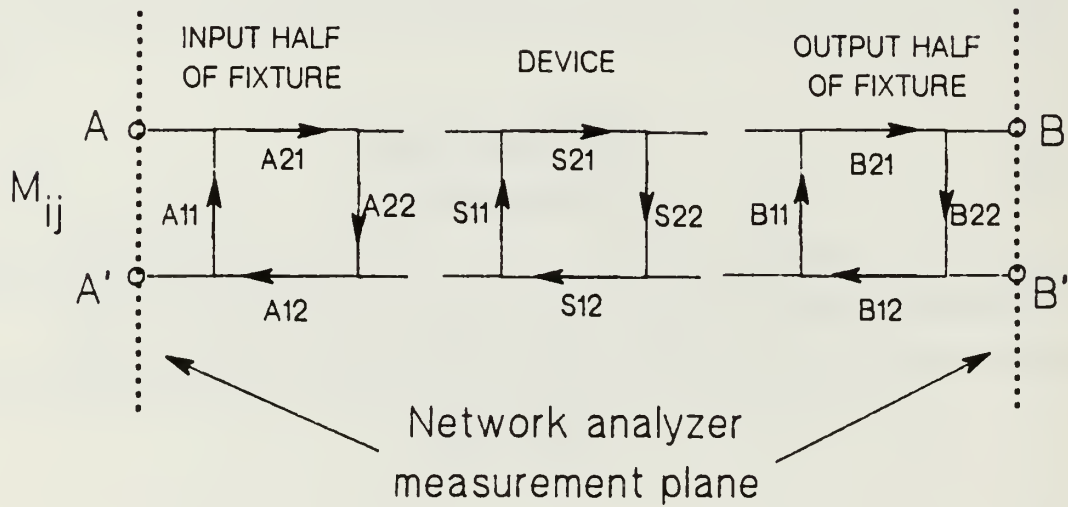 INPUT HALF
OF FIXTURE
DEVICE
OUTPUT HALF
OF FIXTURE
A
B
A21
S21
B21
M ij
A11
A22
S11
S22
B11
B22
A'
B'
A12
S12
B12
Network analyzer
measurement plane